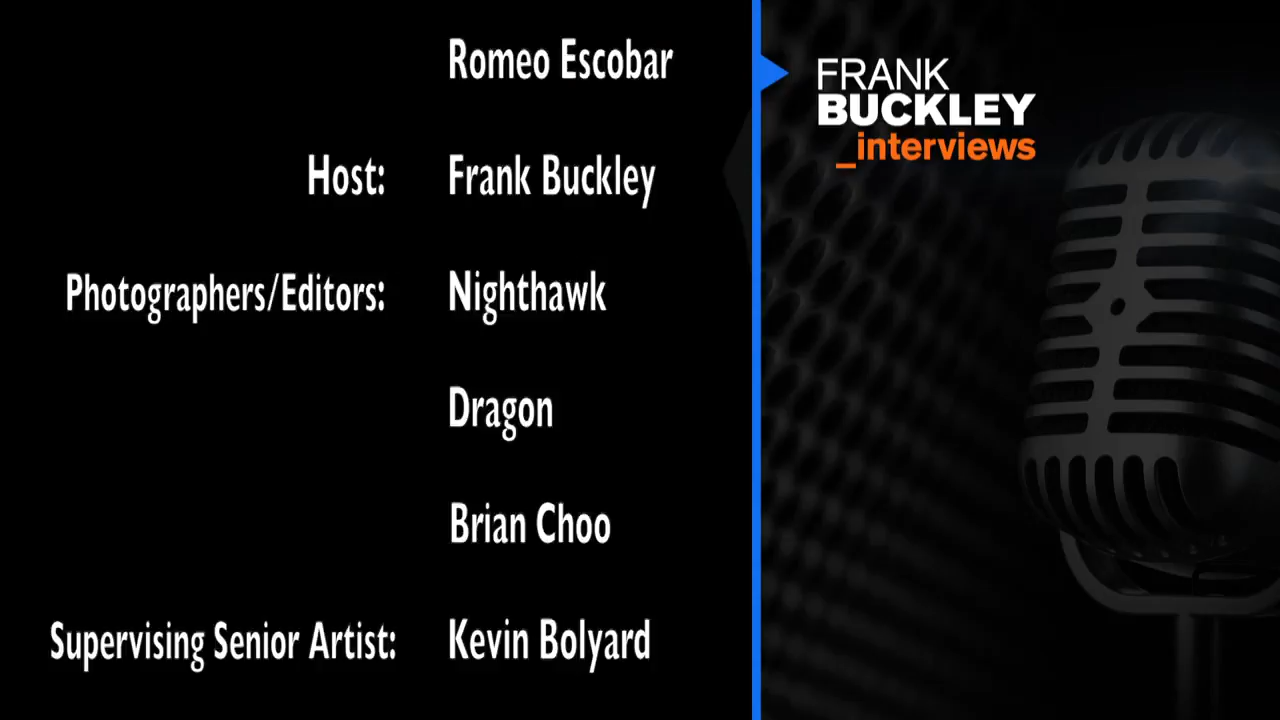 Romeo Escobar
Host: Frank Buckley
Photographers/Editors: Nighthawk
Dragon
Brian Choo
Supervising Senior Artist: Kevin Bolyard
FRANK
BUCKLEY
_interviews